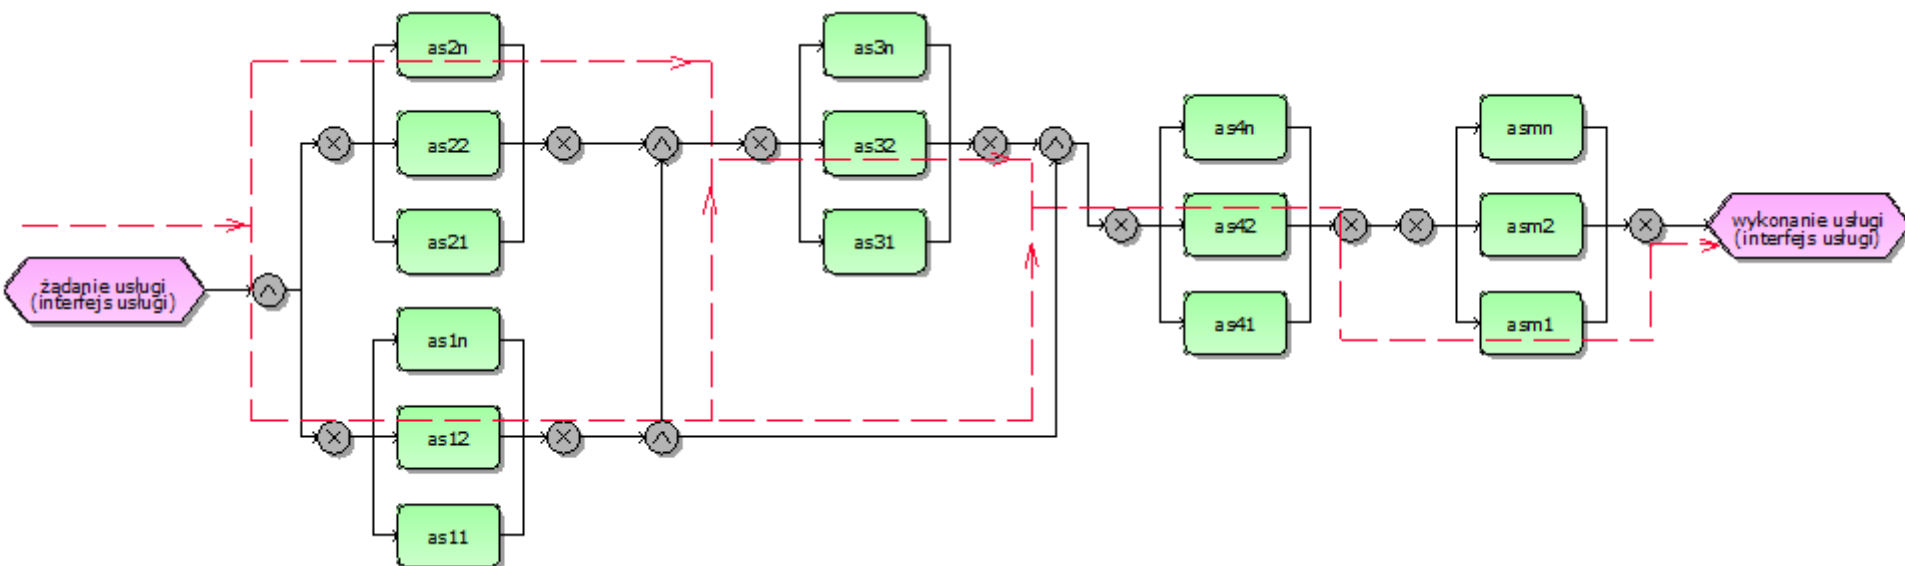 żądanie usługi
(interfejs usługi)
as2n
as22
as21
as1n
as12
as11
as3n
as32
as31
as4n
as42
as41
asmn
asm2
asm1
wykonanie usługi
(interfejs usługi)